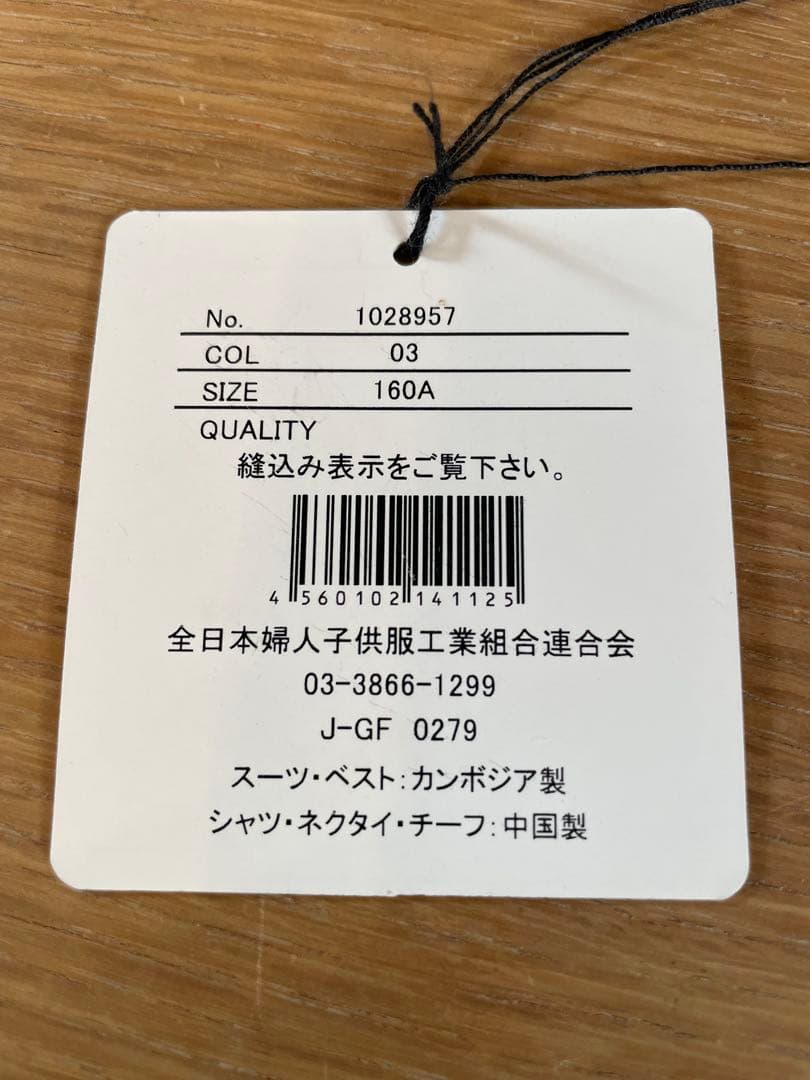 No. 1028957
COL 03
SIZE 160A
QUALITY
縫込み表示をご覧下さい。
4 560102 141125
全日本婦人子供服工業組合連合会
03-3866-1299
J-GF 0279
スーツ・ベスト:カンボジア製
シャツ・ネクタイ・チーフ:中国製